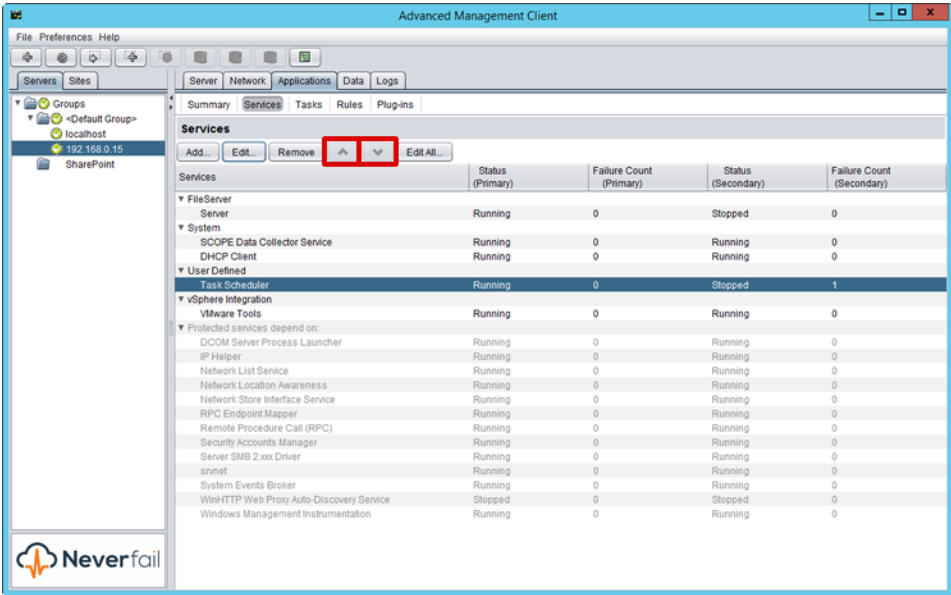 Advanced Management Client
File Preferences Help
Servers Sites
Server Network Applications Data Logs
Groups
<Default Group>
localhost
192.168.0.15
SharePoint
Summary Services Tasks Rules Plug-ins
Services
Add... Edit... Remove Edit All...
Services Status (Primary) Failure Count (Primary) Status (Secondary) Failure Count (Secondary)
FileServer
Server Running 0 Stopped 0
System
SCOPE Data Collector Service Running 0 Running 0
DHCP Client Running 0 Running 0
User Defined
Task Scheduler Running 0 Stopped 1
vSphere Integration
VMware Tools Running 0 Running 0
Protected services depend on:
DCOM Server Process Launcher Running 0 Running 0
IP Helper Running 0 Running 0
Network List Service Running 0 Running 0
Network Location Awareness Running 0 Running 0
Network Store Interface Service Running 0 Running 0
RPC Endpoint Mapper Running 0 Running 0
Remote Procedure Call (RPC) Running 0 Running 0
Security Accounts Manager Running 0 Running 0
Server SMB 2.xxx Driver Running 0 Running 0
srvnet Running 0 Running 0
System Events Broker Running 0 Running 0
WinHTTP Web Proxy Auto-Discovery Service Stopped 0 Stopped 0
Windows Management Instrumentation Running 0 Running 0
Neverfail